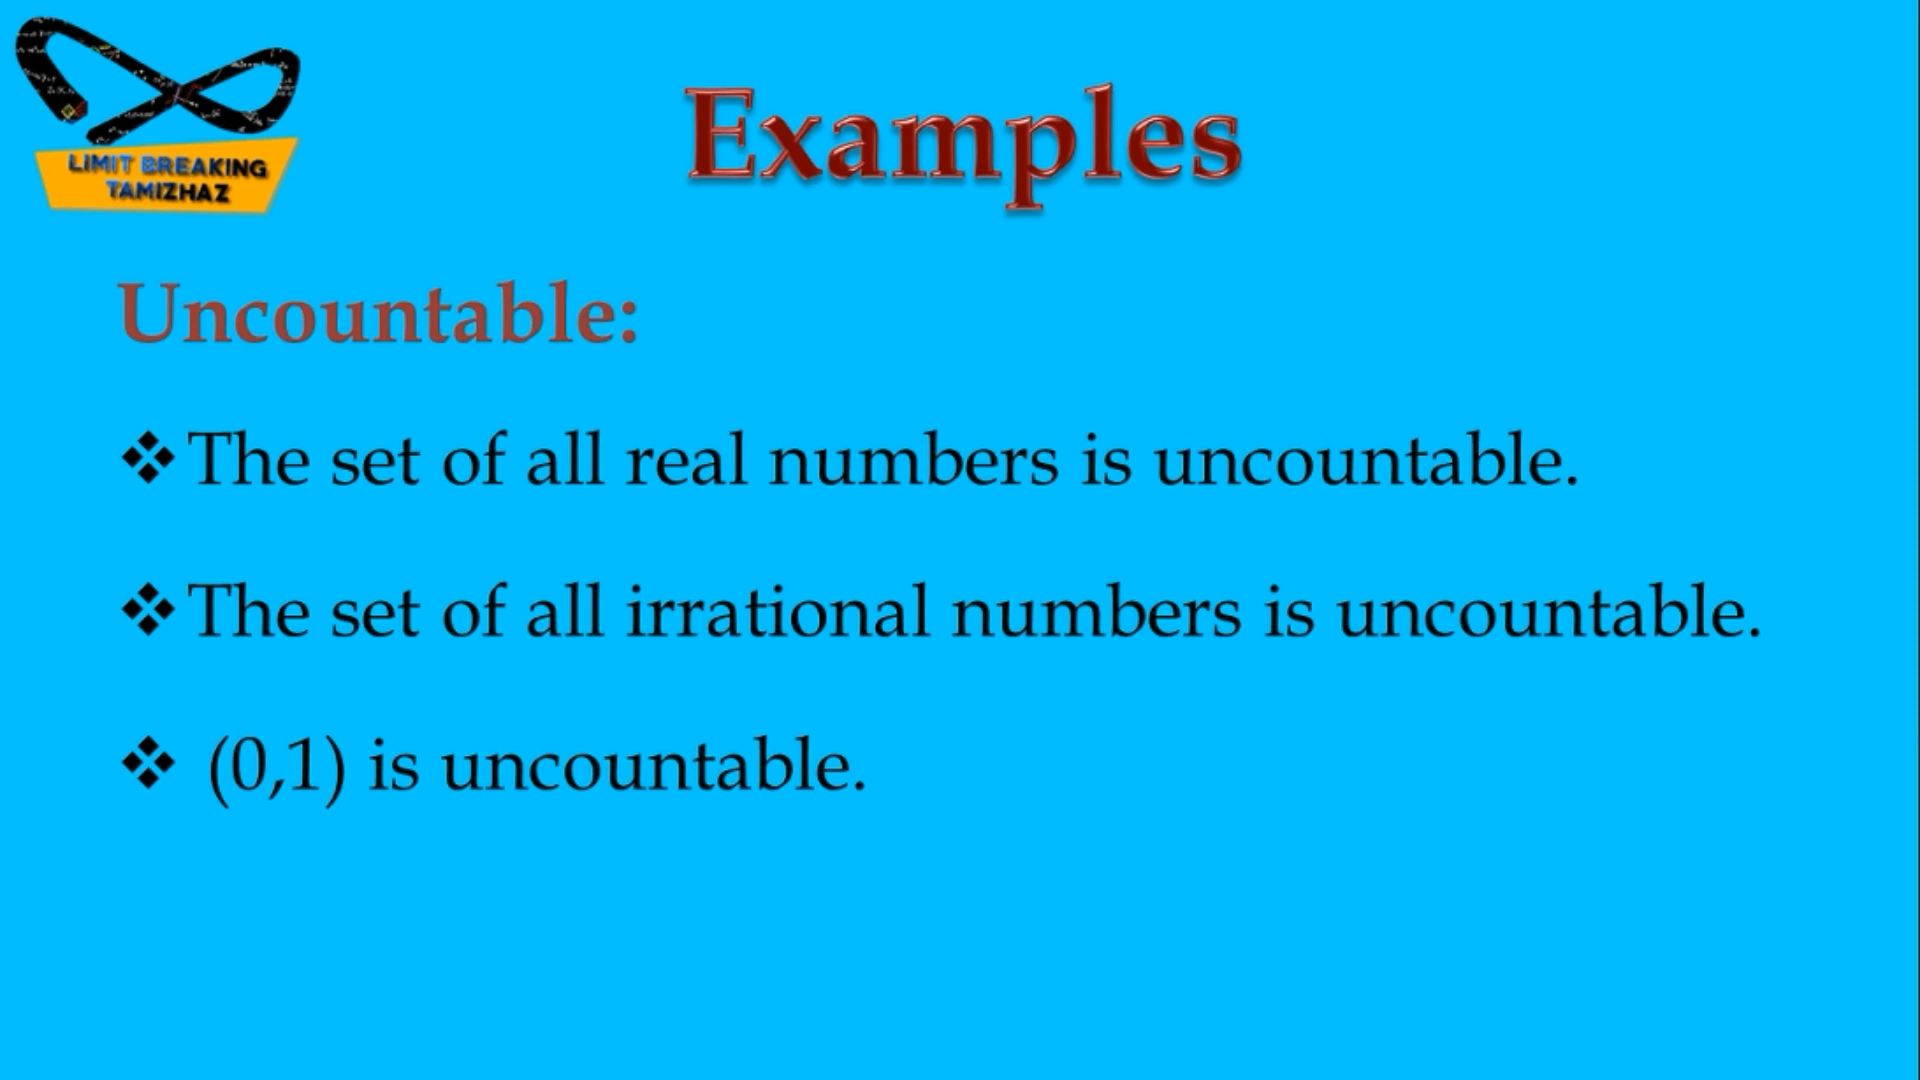 LIMIT BREAKING
TAMIZHAZ
Examples
Uncountable:
❖ The set of all real numbers is uncountable.
❖ The set of all irrational numbers is uncountable.
❖ (0,1) is uncountable.